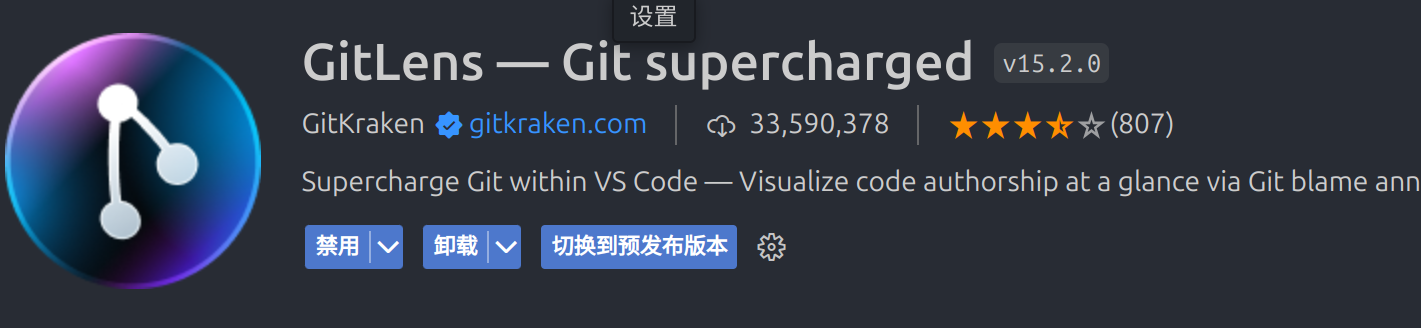 设置
GitLens — Git supercharged v15.2.0
GitKraken gitkraken.com 33,590,378 (807)
Supercharge Git within VS Code — Visualize code authorship at a glance via Git blame ann
禁用 卸载 切换到预发布版本